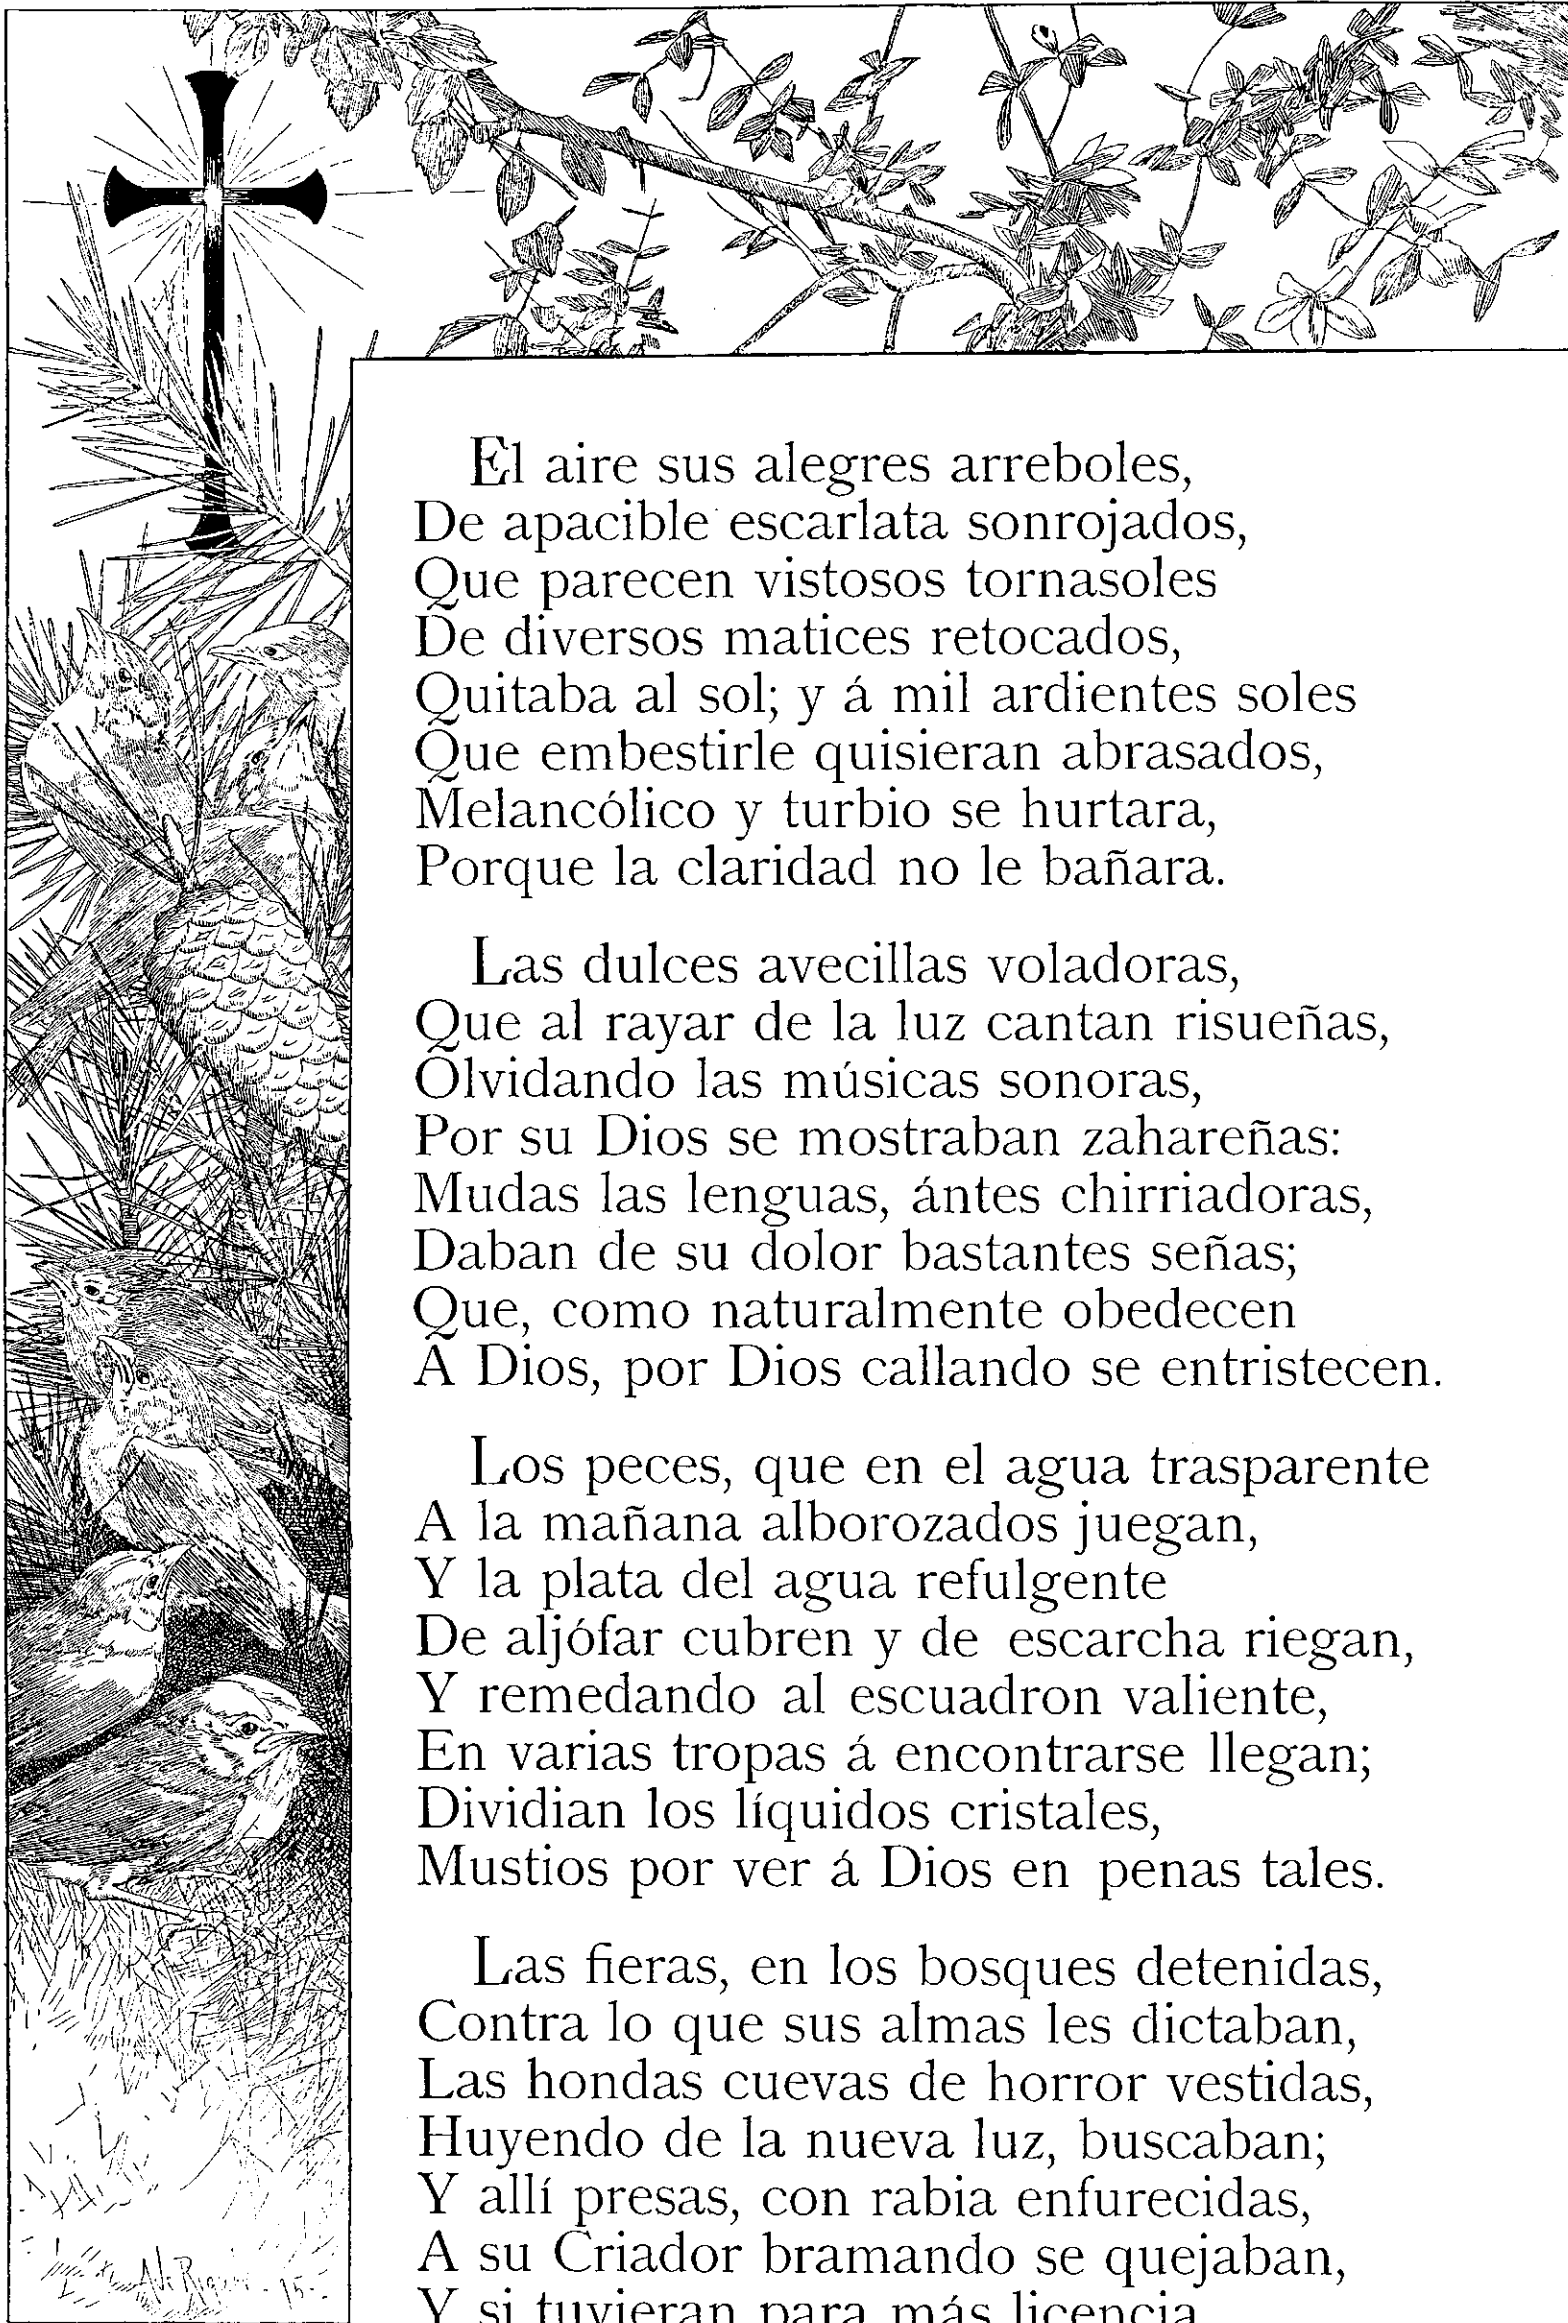 El aire sus alegres arreboles,
De apacible escarlata sonrojados,
Que parecen vistosos tornasoles
De diversos matices retocados,
Quitaba al sol; y á mil ardientes soles
Que embestirle quisieran abrasados,
Melancólico y turbio se hurtara,
Porque la claridad no le bañara.
Las dulces avecillas voladoras,
Que al rayar de la luz cantan risueñas,
Olvidando las músicas sonoras,
Por su Dios se mostraban zahareñas:
Mudas las lenguas, ántes chirriadoras,
Daban de su dolor bastantes señas;
Que, como naturalmente obedecen
A Dios, por Dios callando se entristecen.
Los peces, que en el agua trasparente
A la mañana alborozados juegan,
Y la plata del agua refulgente
De aljófar cubren y de escarcha riegan,
Y remedando al escuadron valiente,
En varias tropas á encontrarse llegan;
Dividian los líquidos cristales,
Mustios por ver á Dios en penas tales.
Las fieras, en los bosques detenidas,
Contra lo que sus almas les dictaban,
Las hondas cuevas de horror vestidas,
Huyendo de la nueva luz, buscaban;
Y allí presas, con rabia enfurecidas,
A su Criador bramando se quejaban,
Y si tuvieran para más licencia